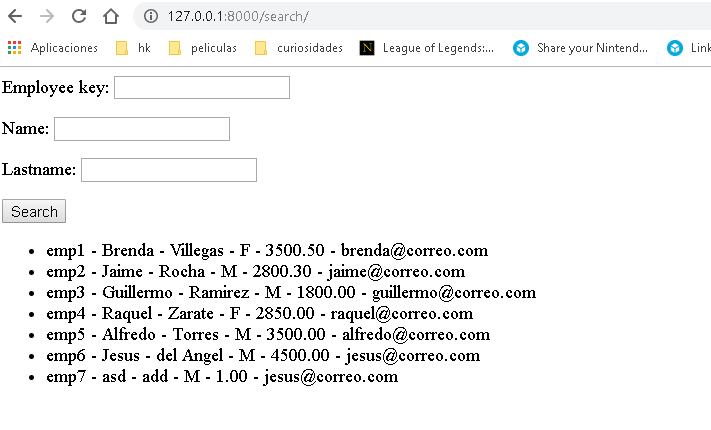 127.0.0.1:8000/search/
Aplicaciones hk peliculas curiosidades N League of Legends:... Share your Nintend... Link
Employee key:
Name:
Lastname:
Search
• emp1 - Brenda - Villegas - F - 3500.50 - brenda@correo.com
• emp2 - Jaime - Rocha - M - 2800.30 - jaime@correo.com
• emp3 - Guillermo - Ramirez - M - 1800.00 - guillermo@correo.com
• emp4 - Raquel - Zarate - F - 2850.00 - raquel@correo.com
• emp5 - Alfredo - Torres - M - 3500.00 - alfredo@correo.com
• emp6 - Jesus - del Angel - M - 4500.00 - jesus@correo.com
• emp7 - asd - add - M - 1.00 - jesus@correo.com